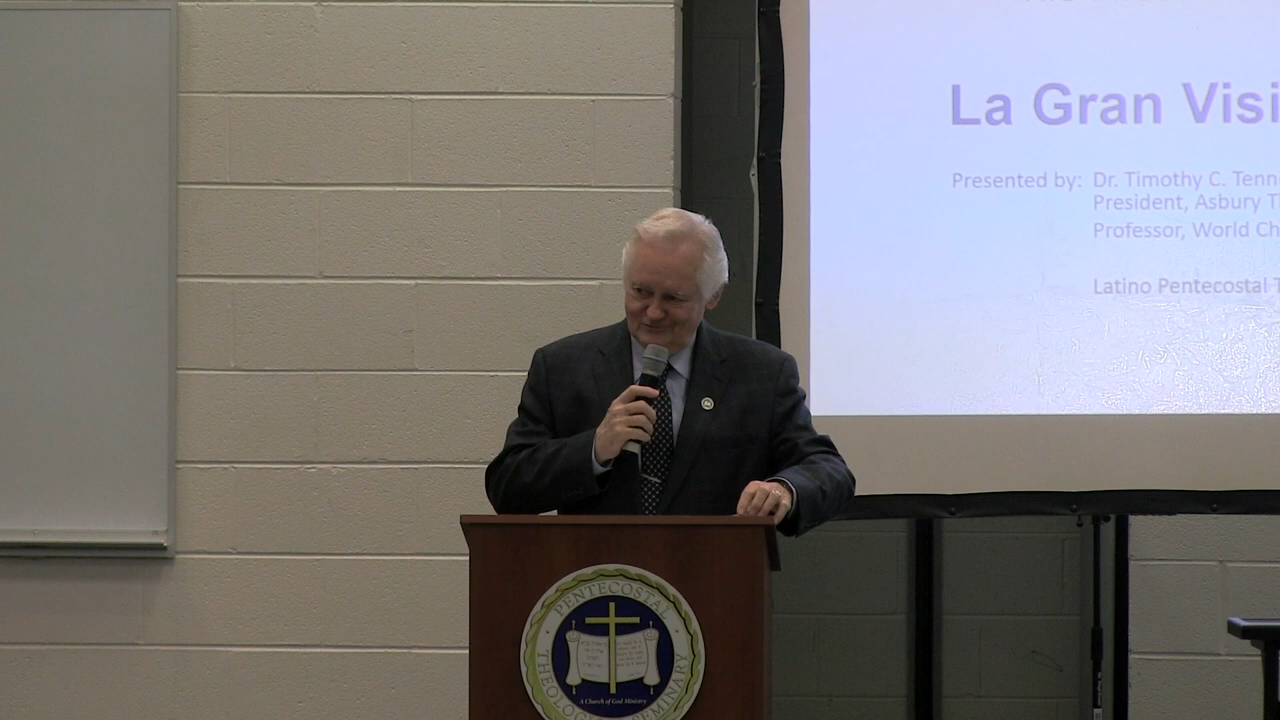 La Gran Visi
Presented by: Dr. Timothy C. Tenn
President, Asbury T
Professor, World Ch
Latino Pentecostal T
PENTECOSTAL
THEOLOGICAL SEMINARY
A Church of God Ministry